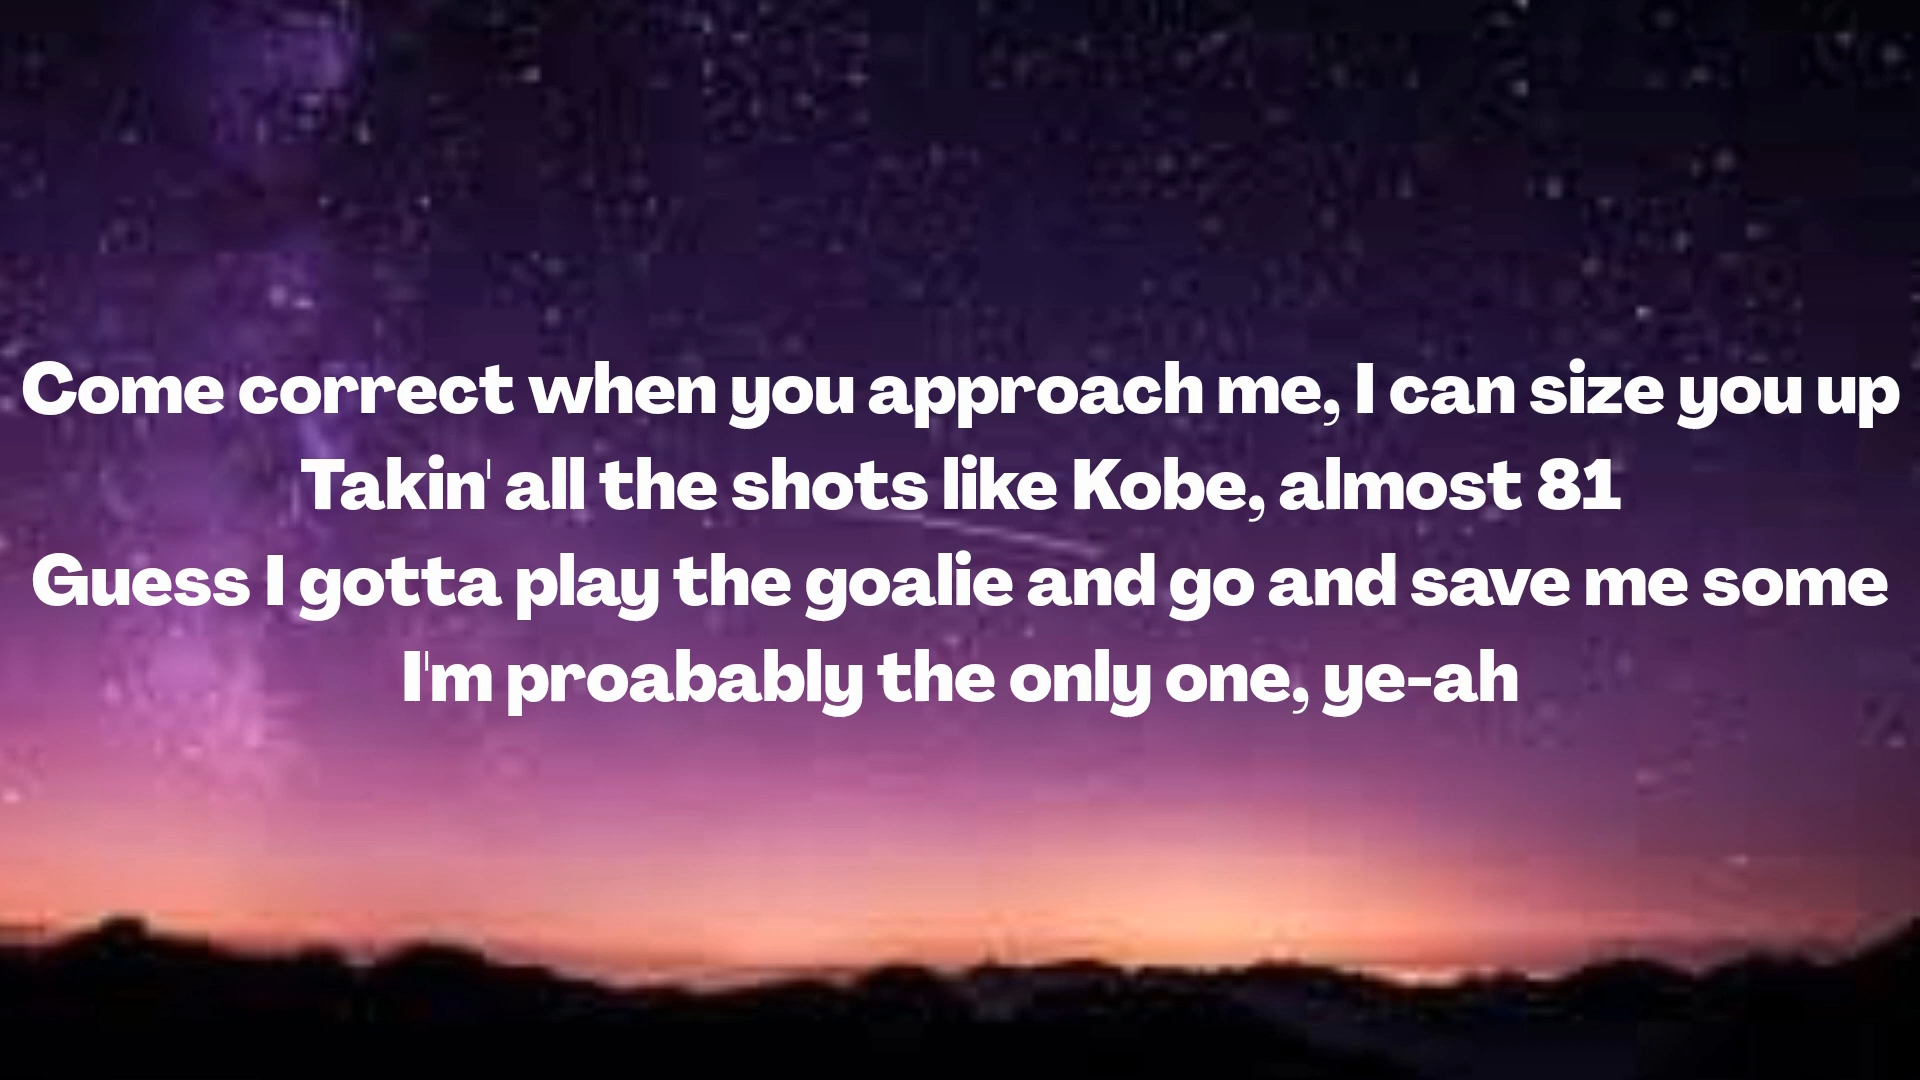 Come correct when you approach me, I can size you up
Takin' all the shots like Kobe, almost 81
Guess I gotta play the goalie and go and save me some
I'm proabably the only one, ye-ah